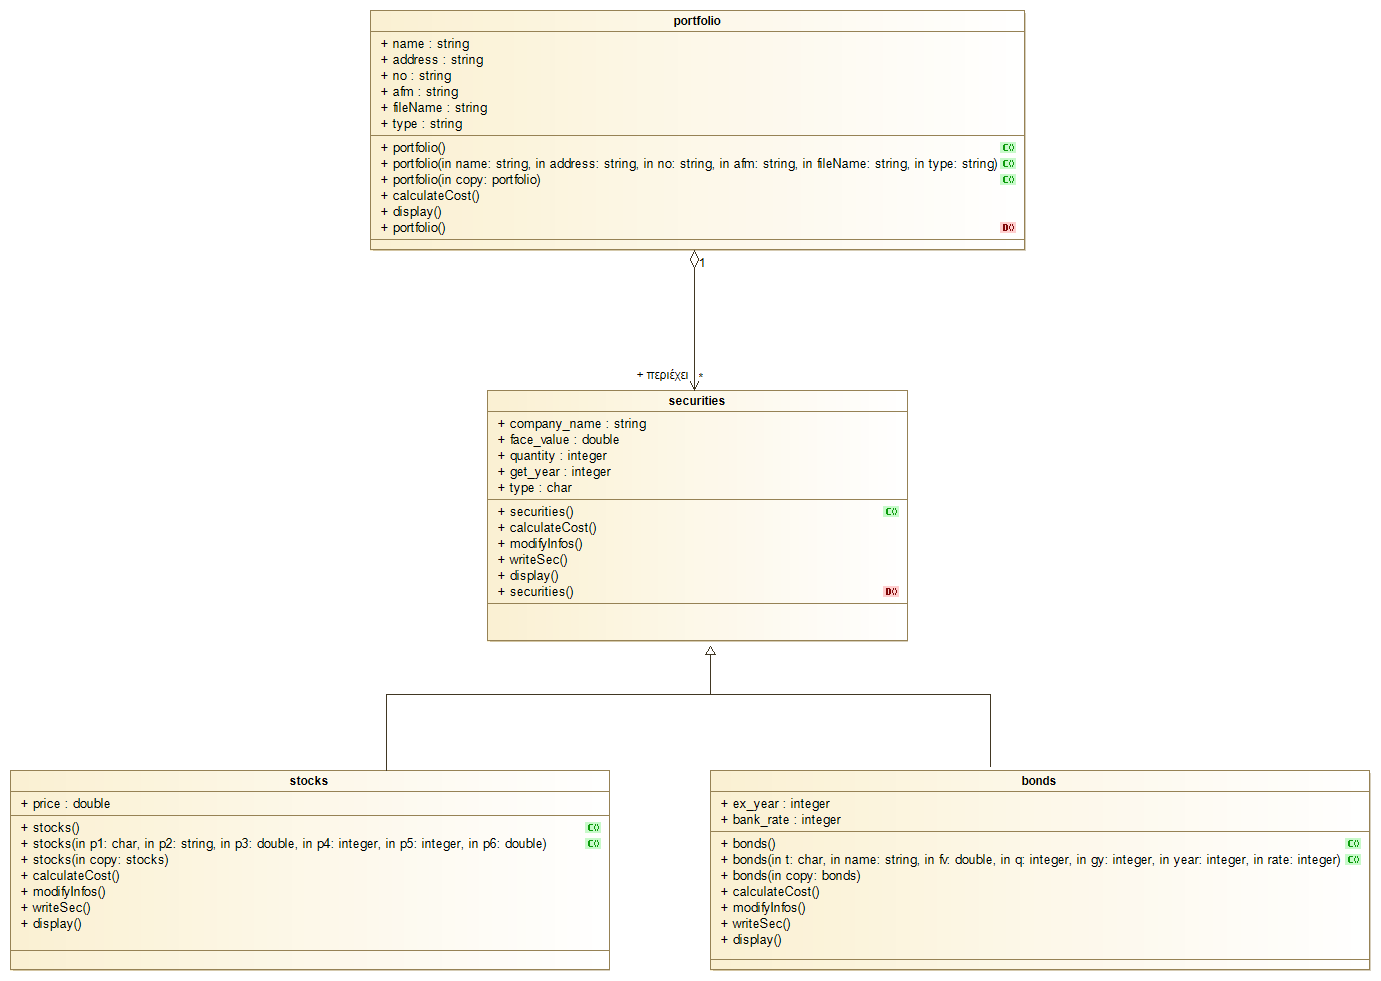 portfolio
+ name : string
+ address : string
+ no : string
+ afm : string
+ fileName : string
+ type : string
+ portfolio() C()
+ portfolio(in name: string, in address: string, in no: string, in afm: string, in fileName: string, in type: string) C()
+ portfolio(in copy: portfolio) C()
+ calculateCost()
+ display()
+ portfolio() D()
1
+ περιέχει *
securities
+ company_name : string
+ face_value : double
+ quantity : integer
+ get_year : integer
+ type : char
+ securities() C()
+ calculateCost()
+ modifyInfos()
+ writeSec()
+ display()
+ securities() D()
stocks
+ price : double
+ stocks() C()
+ stocks(in p1: char, in p2: string, in p3: double, in p4: integer, in p5: integer, in p6: double) C()
+ stocks(in copy: stocks)
+ calculateCost()
+ modifyInfos()
+ writeSec()
+ display()
bonds
+ ex_year : integer
+ bank_rate : integer
+ bonds() C()
+ bonds(in t: char, in name: string, in fv: double, in q: integer, in gy: integer, in year: integer, in rate: integer) C()
+ bonds(in copy: bonds)
+ calculateCost()
+ modifyInfos()
+ writeSec()
+ display()